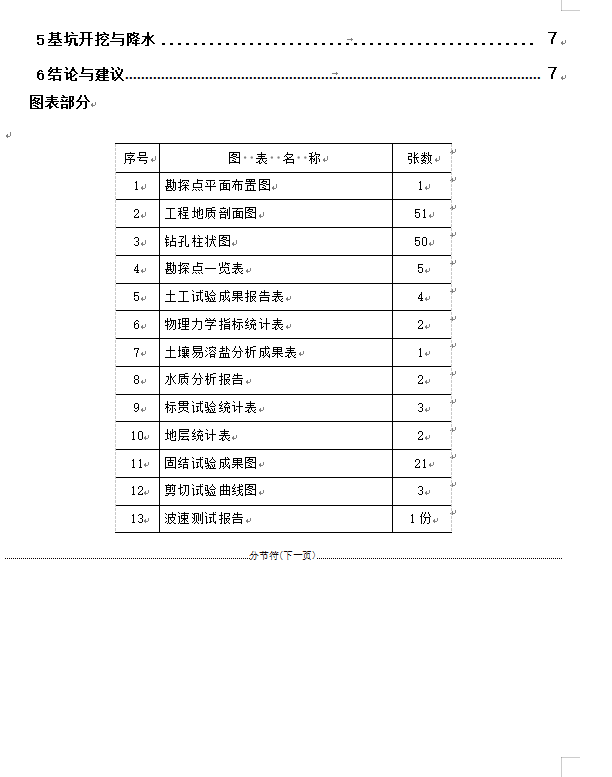 5基坑开挖与降水 ................................................ 7
6结论与建议................................................................................ 7
图表部分
序号 图 表 名 称 张数
1 勘探点平面布置图 1
2 工程地质剖面图 51
3 钻孔柱状图 50
4 勘探点一览表 5
5 土工试验成果报告表 4
6 物理力学指标统计表 2
7 土壤易溶盐分析成果表 1
8 水质分析报告 2
9 标贯试验统计表 3
10 地层统计表 2
11 固结试验成果图 21
12 剪切试验曲线图 3
13 波速测试报告 1份
分节符(下一页)